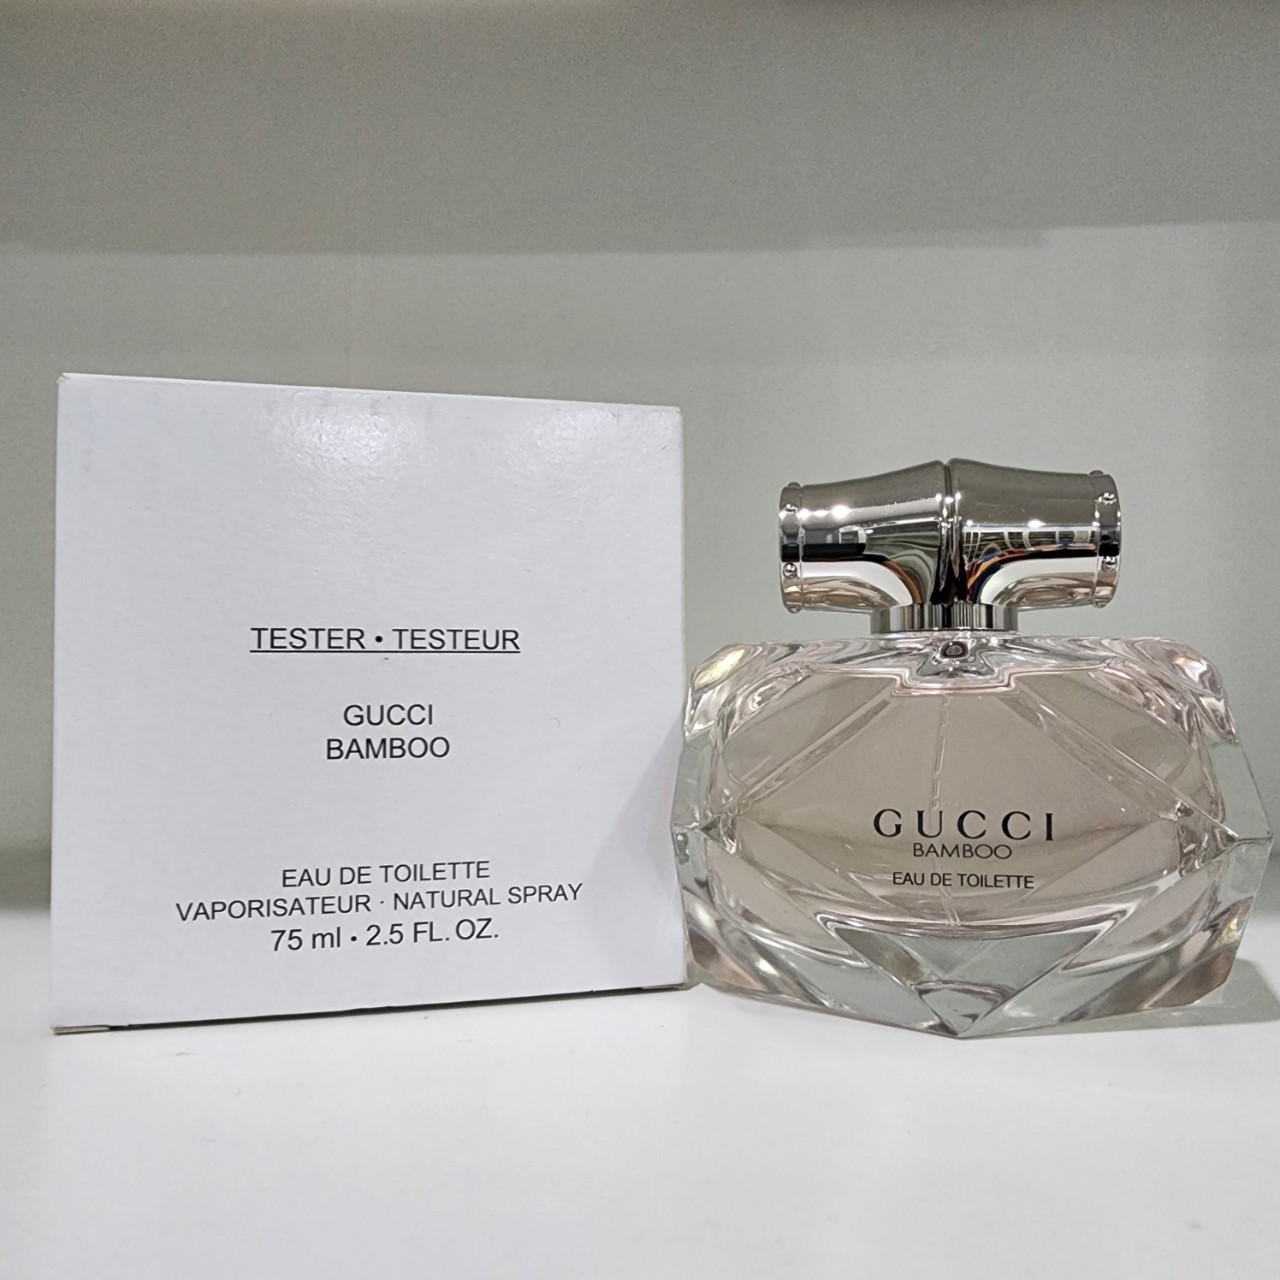 TESTER • TESTEUR
GUCCI
BAMBOO
EAU DE TOILETTE
VAPORISATEUR · NATURAL SPRAY
75 ml • 2.5 FL. OZ.
GUCCI
BAMBOO
EAU DE TOILETTE